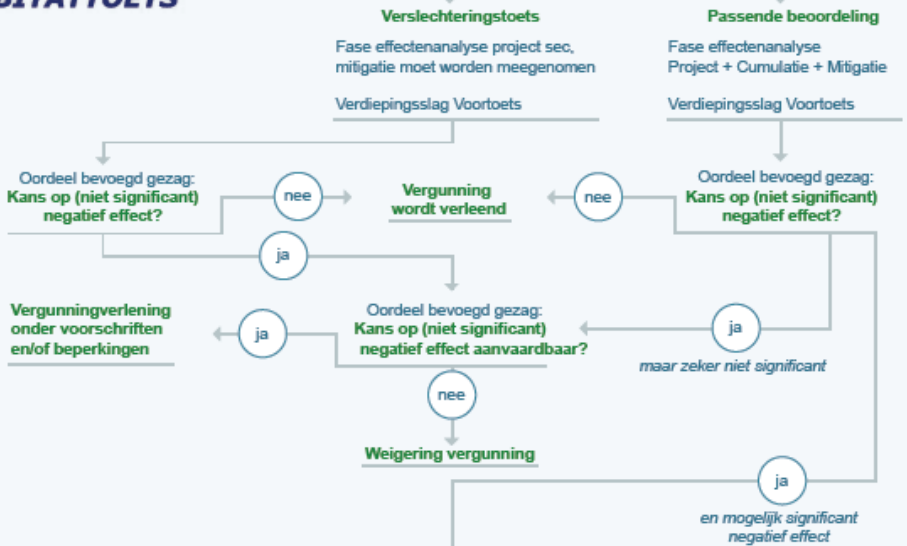 Verslechteringstoets
Fase effectenanalyse project sec,
mitigatie moet worden meegenomen
Verdiepingsslag Voortoets
Passende beoordeling
Fase effectenanalyse
Project + Cumulatie + Mitigatie
Verdiepingsslag Voortoets
Oordeel bevoegd gezag:
Kans op (niet significant)
negatief effect?
nee
Vergunning
wordt verleend
nee
Oordeel bevoegd gezag:
Kans op (niet significant)
negatief effect?
ja
Vergunningverlening
onder voorschriften
en/of beperkingen
ja
Oordeel bevoegd gezag:
Kans op (niet significant)
negatief effect aanvaardbaar?
ja
maar zeker niet significant
nee
Weigering vergunning
ja
en mogelijk significant
negatief effect